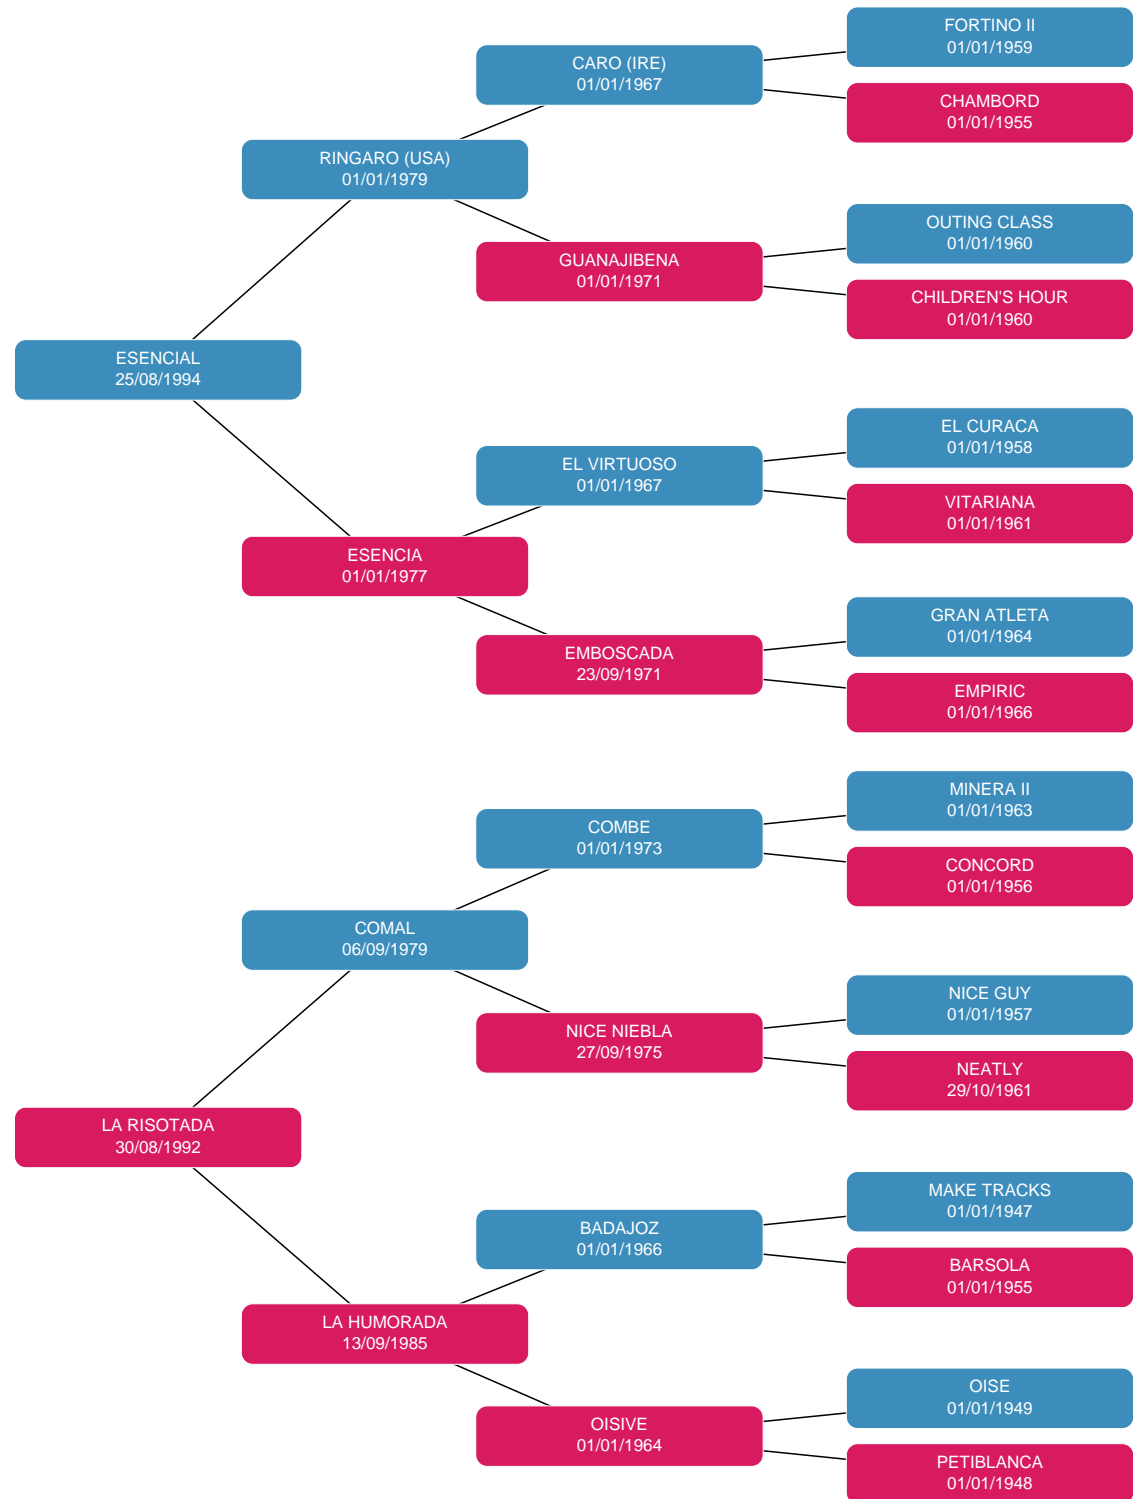 FORTINO II
01/01/1959
CARO (IRE)
01/01/1967
CHAMBORD
01/01/1955
RINGARO (USA)
01/01/1979
OUTING CLASS
01/01/1960
GUANAJIBENA
01/01/1971
CHILDREN'S HOUR
01/01/1960
ESENCIAL
25/08/1994
EL CURACA
01/01/1958
EL VIRTUOSO
01/01/1967
VITARIANA
01/01/1961
ESENCIA
01/01/1977
GRAN ATLETA
01/01/1964
EMBOSCADA
23/09/1971
EMPIRIC
01/01/1966
MINERA II
01/01/1963
COMBE
01/01/1973
CONCORD
01/01/1956
COMAL
06/09/1979
NICE GUY
01/01/1957
NICE NIEBLA
27/09/1975
NEATLY
29/10/1961
LA RISOTADA
30/08/1992
MAKE TRACKS
01/01/1947
BADAJOZ
01/01/1966
BARSOLA
01/01/1955
LA HUMORADA
13/09/1985
OISE
01/01/1949
OISIVE
01/01/1964
PETIBLANCA
01/01/1948